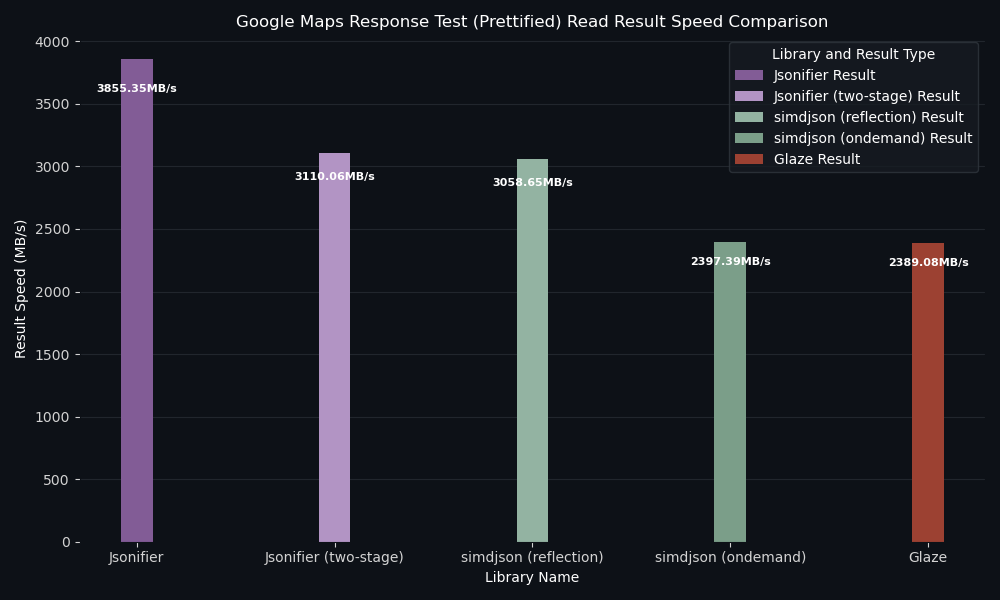 Google Maps Response Test (Prettified) Read Result Speed Comparison
Library and Result Type
Jsonifier Result
Jsonifier (two-stage) Result
simdjson (reflection) Result
simdjson (ondemand) Result
Glaze Result
Result Speed (MB/s)
4000
3500
3000
2500
2000
1500
1000
500
0
3855.35MB/s
3110.06MB/s
3058.65MB/s
2397.39MB/s
2389.08MB/s
Jsonifier
Jsonifier (two-stage)
simdjson (reflection)
simdjson (ondemand)
Glaze
Library Name